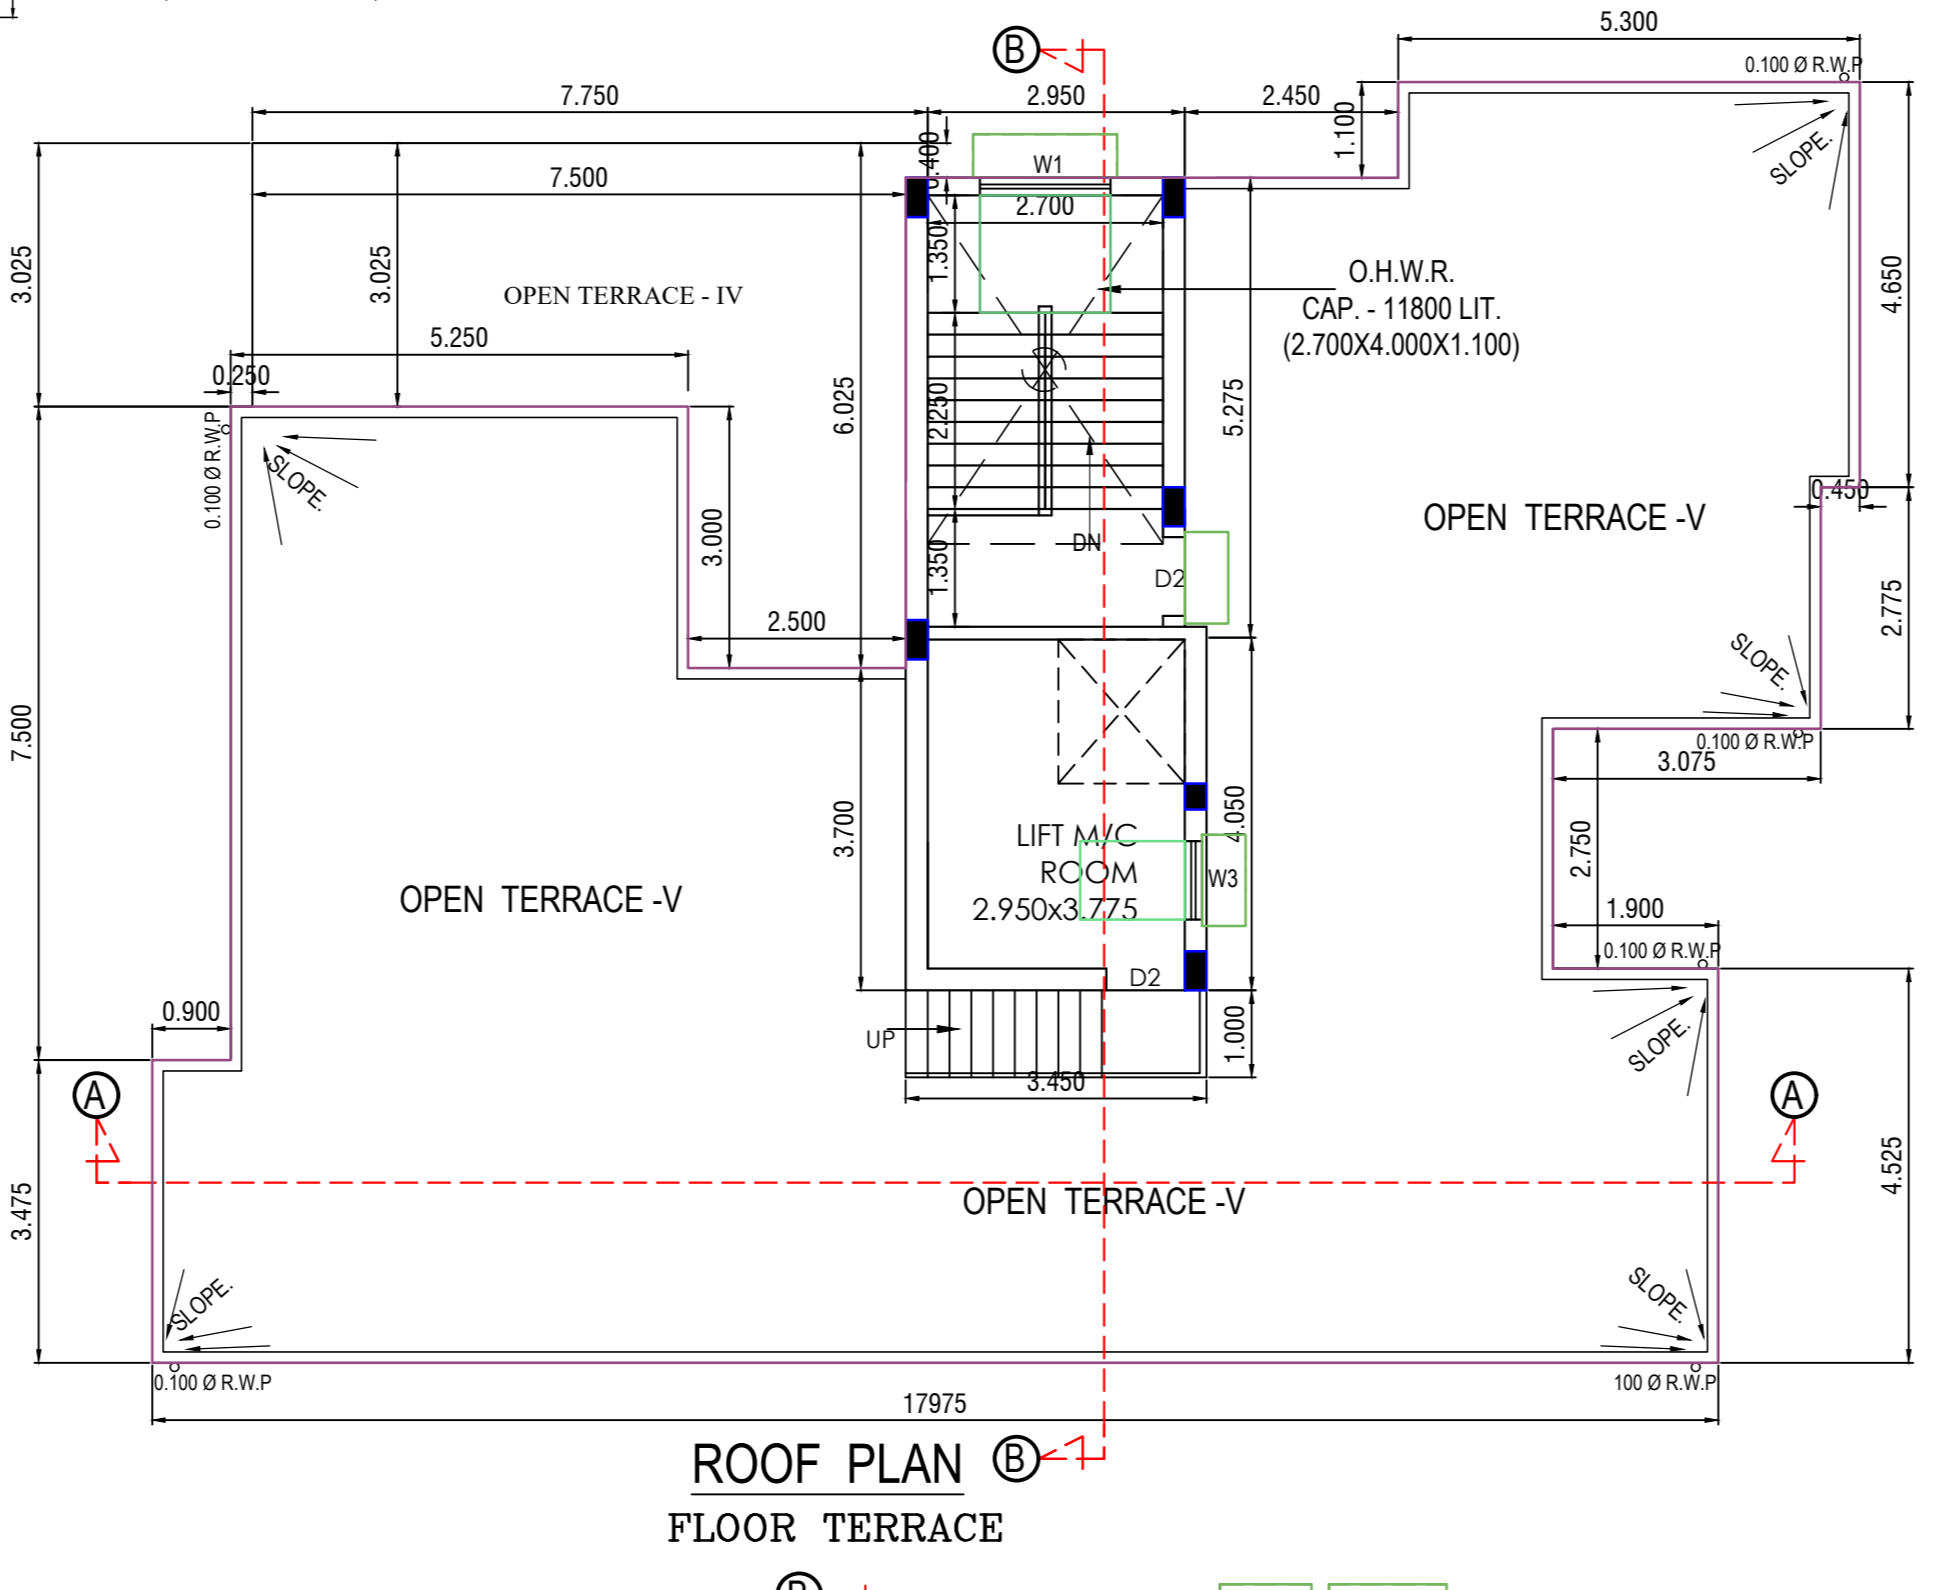 5.300
B
0.100 Ø R.W.P
7.750
2.950
2.450
1.100
0.400
W1
SLOPE.
7.500
2.700
3.025
3.025
1.350
4.650
OPEN TERRACE - IV
O.H.W.R.
CAP. - 11800 LIT.
(2.700X4.000X1.100)
5.250
0.250
6.025
2.250
5.275
0.100 Ø R.W.P
SLOPE.
0.450
OPEN TERRACE -V
3.000
DN
1.350
D2
2.775
2.500
SLOPE.
7.500
0.100 Ø R.W.P
3.075
3.700
LIFT M/C
ROOM
2.950x3.775
4.050
W3
2.750
OPEN TERRACE -V
1.900
0.100 Ø R.W.P
D2
0.900
UP
1.000
SLOPE.
3.450
A
A
4.525
3.475
OPEN TERRACE -V
SLOPE.
SLOPE.
0.100 Ø R.W.P
100 Ø R.W.P
17975
ROOF PLAN
B
FLOOR TERRACE